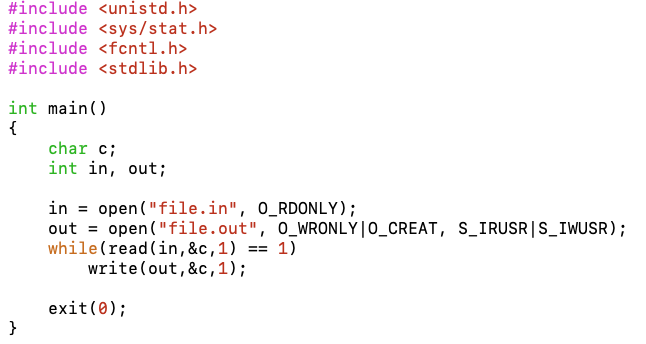 #include <unistd.h>
#include <sys/stat.h>
#include <fcntl.h>
#include <stdlib.h>

int main()
{
    char c;
    int in, out;

    in = open("file.in", O_RDONLY);
    out = open("file.out", O_WRONLY|O_CREAT, S_IRUSR|S_IWUSR);
    while(read(in,&c,1) == 1)
        write(out,&c,1);

    exit(0);
}